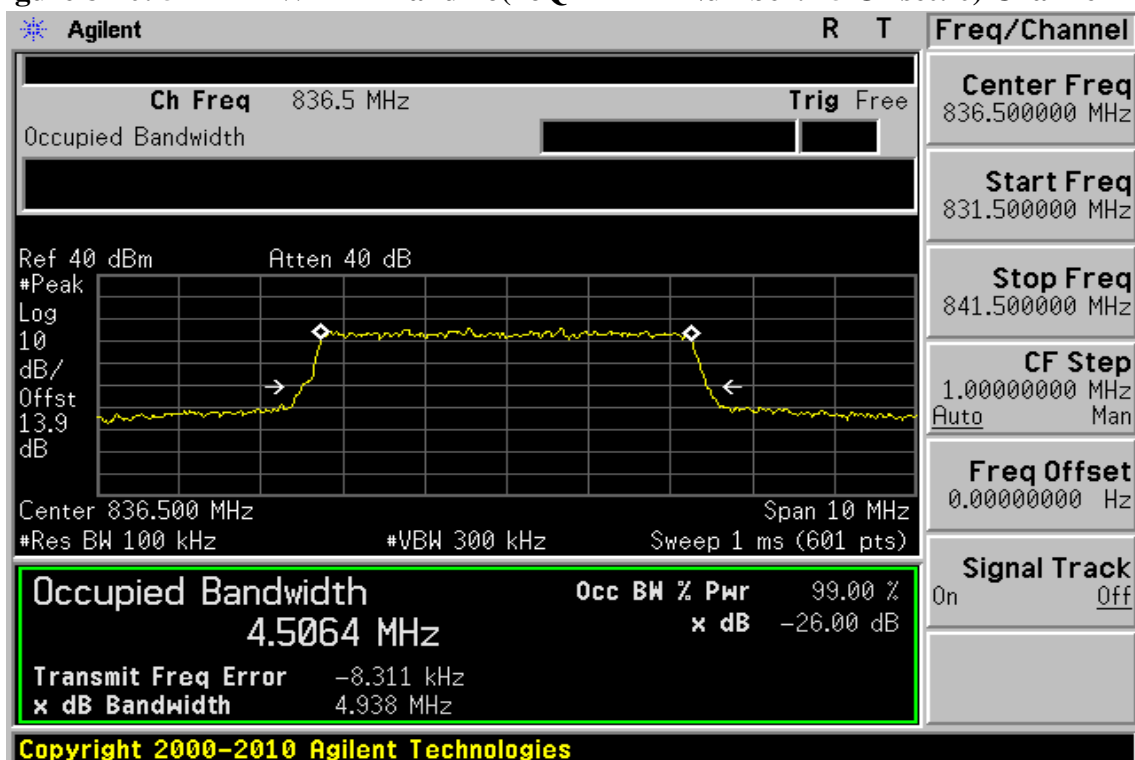 Agilent R T Freq/Channel
Ch Freq 836.5 MHz Trig Free
Occupied Bandwidth
Center Freq
836.500000 MHz
Start Freq
831.500000 MHz
Stop Freq
841.500000 MHz
CF Step
1.00000000 MHz
Auto Man
Freq Offset
0.00000000 Hz
Signal Track
On Off
Ref 40 dBm Atten 40 dB
#Peak
Log
10
dB/
Offst
13.9
dB
Center 836.500 MHz Span 10 MHz
#Res BW 100 kHz #VBW 300 kHz Sweep 1 ms (601 pts)
Occupied Bandwidth Occ BW % Pwr 99.00 %
4.5064 MHz x dB -26.00 dB
Transmit Freq Error -8.311 kHz
x dB Bandwidth 4.938 MHz
Copyright 2000-2010 Agilent Technologies